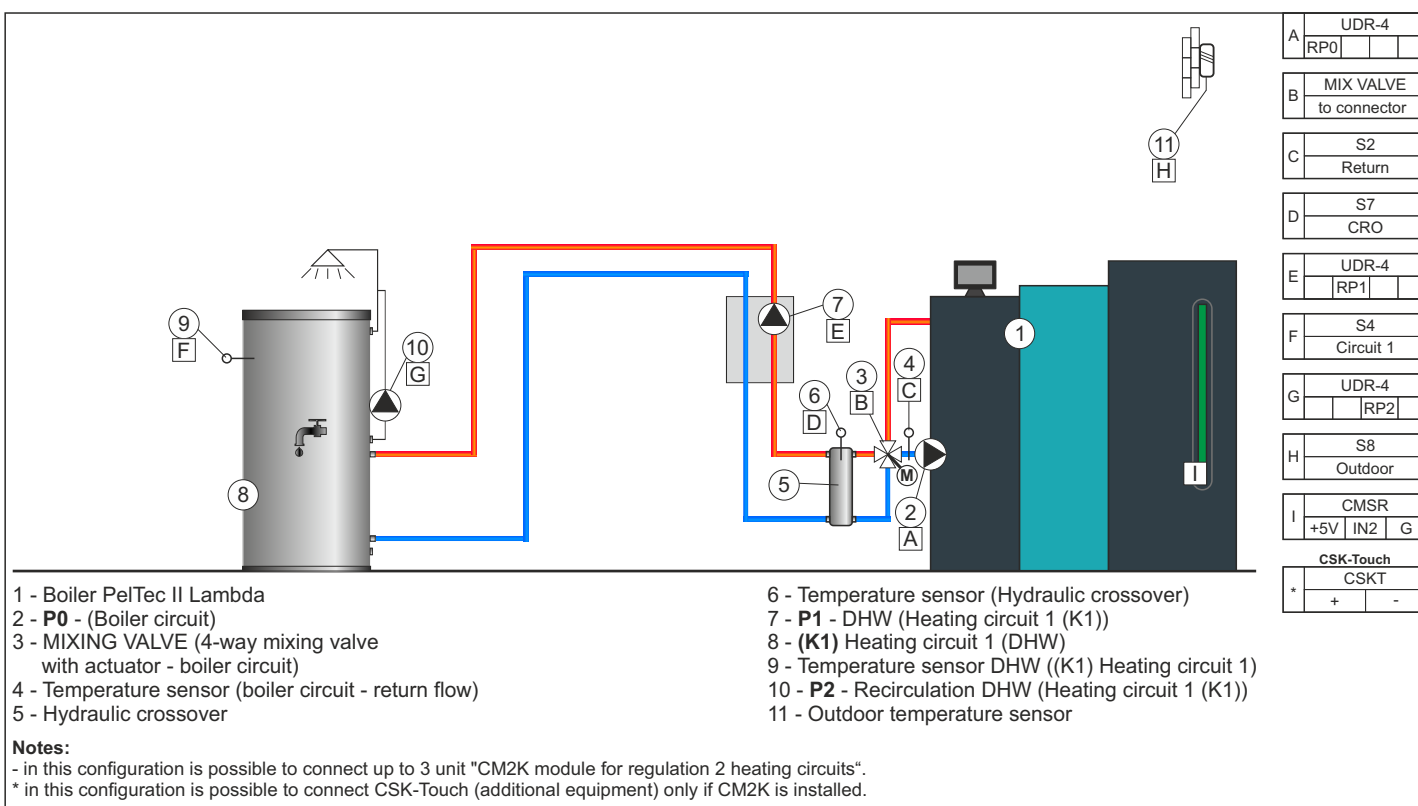 11
H
9
F
10
G
7
E
1
3
B
4
C
6
D
5
M
2
A
8
I
A UDR-4
RP0
B MIX VALVE
to connector
C S2
Return
D S7
CRO
E UDR-4
RP1
F S4
Circuit 1
G UDR-4
RP2
H S8
Outdoor
I CMSR
+5V IN2 G
CSK-Touch
* CSKT
+ -
1 - Boiler PelTec II Lambda
2 - P0 - (Boiler circuit)
3 - MIXING VALVE (4-way mixing valve
with actuator - boiler circuit)
4 - Temperature sensor (boiler circuit - return flow)
5 - Hydraulic crossover
6 - Temperature sensor (Hydraulic crossover)
7 - P1 - DHW (Heating circuit 1 (K1))
8 - (K1) Heating circuit 1 (DHW)
9 - Temperature sensor DHW ((K1) Heating circuit 1)
10 - P2 - Recirculation DHW (Heating circuit 1 (K1))
11 - Outdoor temperature sensor
Notes:
- in this configuration is possible to connect up to 3 unit "CM2K module for regulation 2 heating circuits“.
* in this configuration is possible to connect CSK-Touch (additional equipment) only if CM2K is installed.